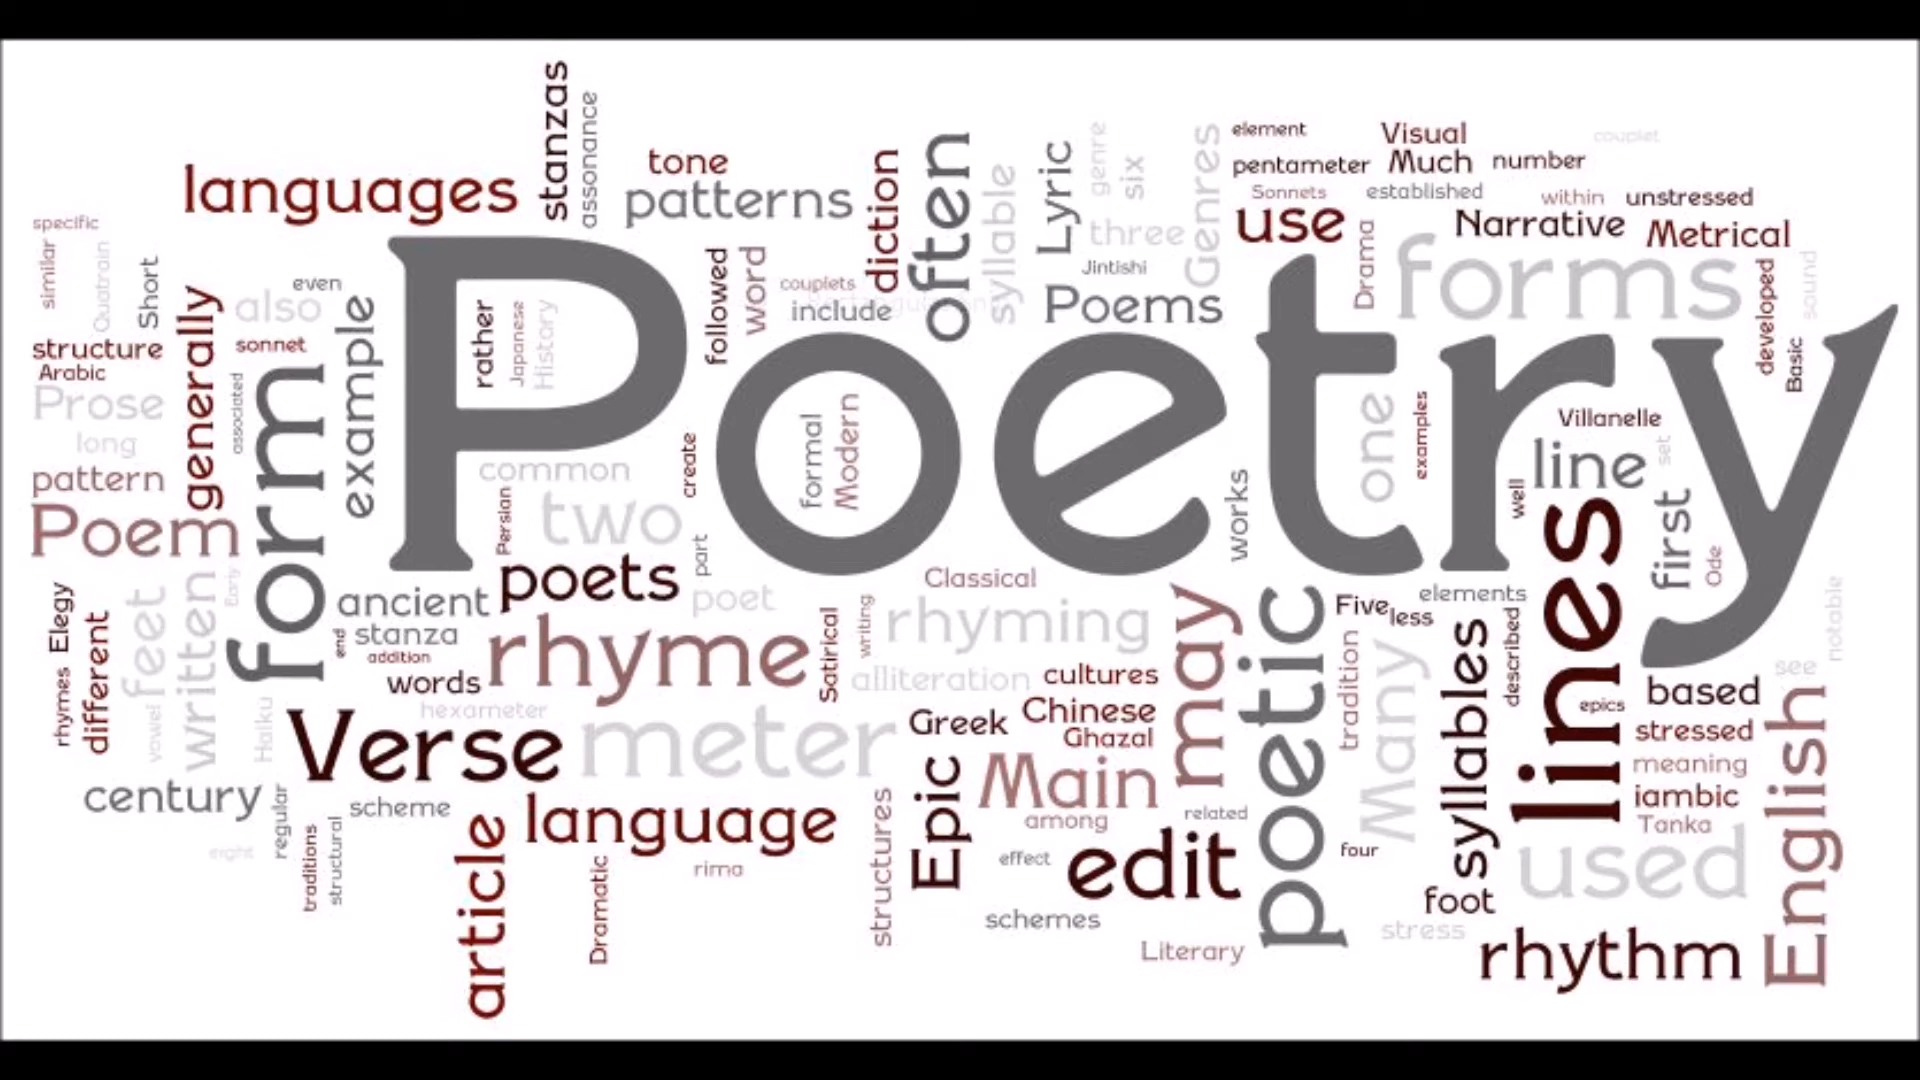 stanzas
assonance
languages
tone
patterns
diction
often
syllable
Lyric
genre
six
three
Jintishi
Poems
Genres
element
pentameter
Sonnets
use
Visual
Much
number
couplet
established
within
unstressed
Narrative
Metrical
Drama
forms
developed
sound
Basic
specific
similar
Quatrain
Short
structure
Arabic
Prose
long
pattern
Poem
generally
also
even
sonnet
associated
form
example
rather
Japanese
History
followed
word
couplets
include
Poetry
formal
Modern
create
common
two
Persian
part
works
one
examples
Villanelle
line
set
well
first
Ode
lines
rhymes
Elegy
different
feet
vowel
written
Early
Haiku
ancient
end
stanza
addition
words
poets
poet
rhyme
Satirical
writing
Classical
rhyming
alliteration
hexameter
Verse
meter
cultures
Chinese
Ghazal
Greek
Main
may
poetic
Five
less
elements
tradition
Many
syllables
described
epics
based
see
notable
stressed
meaning
iambic
Tanka
English
century
regular
eight
traditions
structural
scheme
article
language
Dramatic
rima
structures
Epic
among
effect
schemes
related
edit
Literary
four
foot
stress
used
rhythm